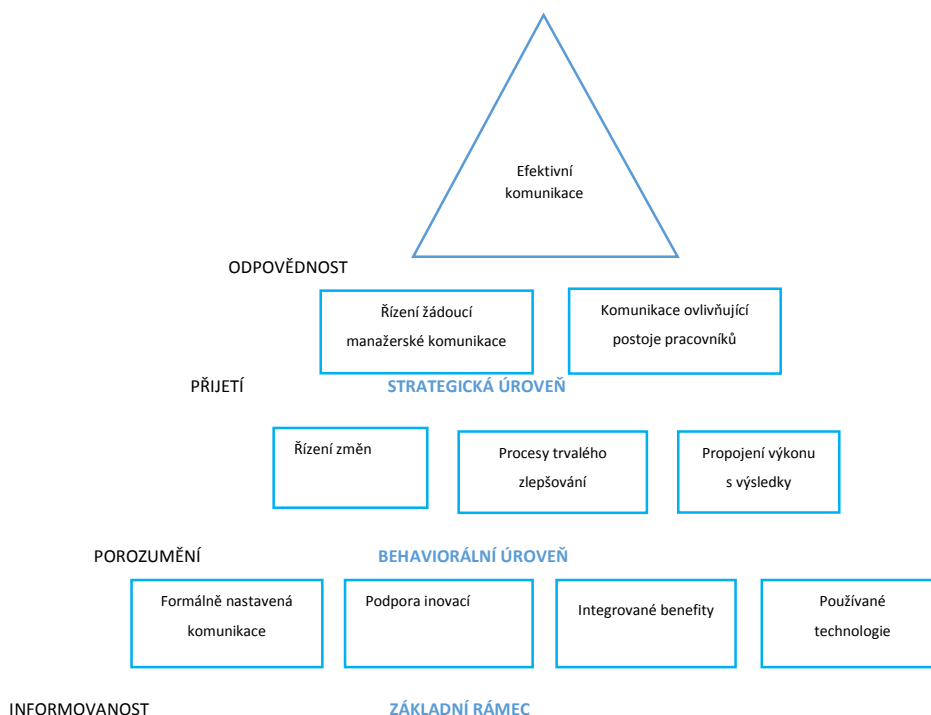 Efektivní
komunikace
ODPOVĚDNOST
Řízení žádoucí
manažerské komunikace
Komunikace ovlivňující
postoje pracovníků
PŘIJETÍ
STRATEGICKÁ ÚROVEŇ
Řízení změn
Procesy trvalého
zlepšování
Propojení výkonu
s výsledky
POROZUMĚNÍ
BEHAVIORÁLNÍ ÚROVEŇ
Formálně nastavená
komunikace
Podpora inovací
Integrované benefity
Používané
technologie
INFORMOVANOST
ZÁKLADNÍ RÁMEC